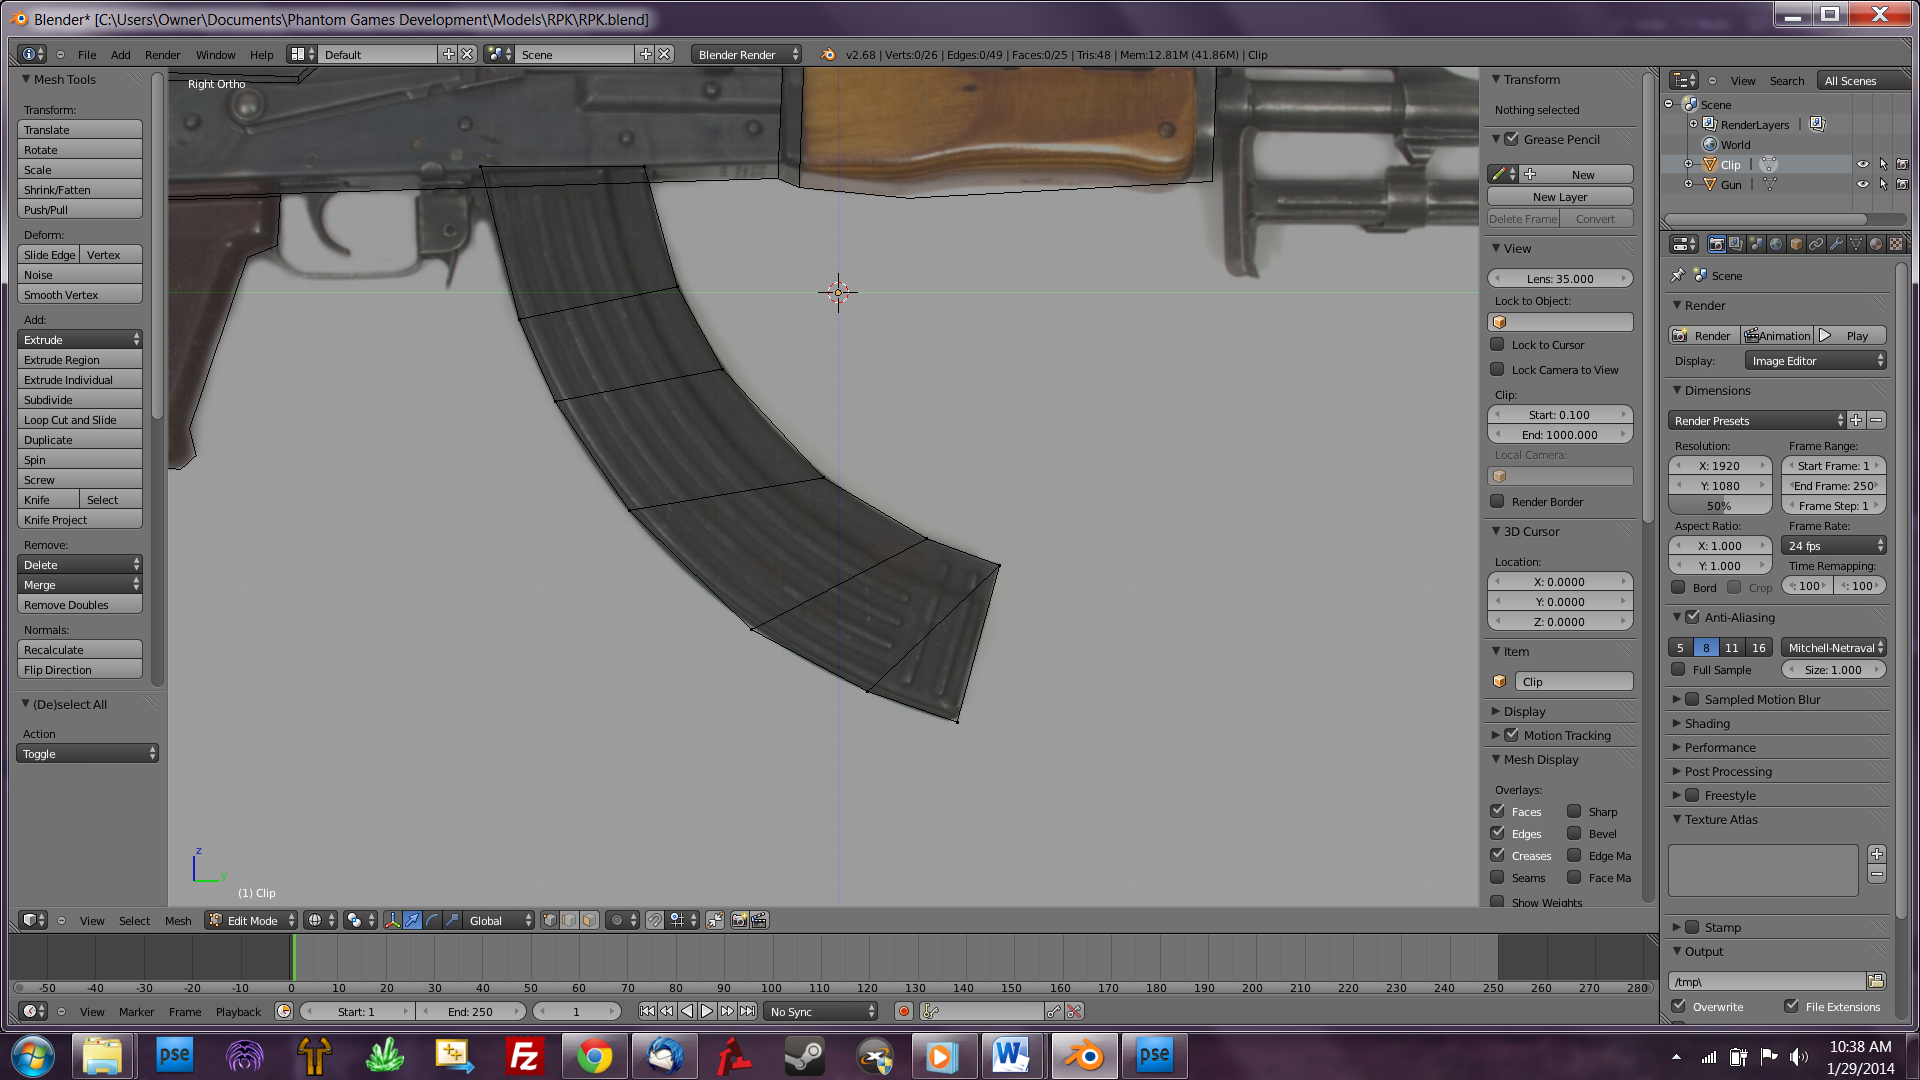 Blender* [C:\Users\Owner\Documents\Phantom Games Development\Models\RPK\RPK.blend]
File Add Render Window Help Default Scene Blender Render v2.68 | Verts:0/26 | Edges:0/49 | Faces:0/25 | Tris:48 | Mem:12.81M (41.86M) | Clip
Mesh Tools
Transform:
Translate
Rotate
Scale
Shrink/Fatten
Push/Pull
Deform:
Slide Edge Vertex
Noise
Smooth Vertex
Add:
Extrude
Extrude Region
Extrude Individual
Subdivide
Loop Cut and Slide
Duplicate
Spin
Screw
Knife Select
Knife Project
Remove:
Delete
Merge
Remove Doubles
Normals:
Recalculate
Flip Direction
(De)select All
Action
Toggle
Right Ortho
z
y
(1) Clip
Transform
Nothing selected
Grease Pencil
New
New Layer
Delete Frame Convert
View
Lens: 35.000
Lock to Object:
Lock to Cursor
Lock Camera to View
Clip:
Start: 0.100
End: 1000.000
Local Camera:
Render Border
3D Cursor
Location:
X: 0.0000
Y: 0.0000
Z: 0.0000
Item
Clip
Display
Motion Tracking
Mesh Display
Overlays:
Faces Sharp
Edges Bevel
Creases Edge Ma
Seams Face Ma
Show Weights
View Search All Scenes
Scene
RenderLayers |
World
Clip |
Gun |
Scene
Render
Render Animation Play
Display: Image Editor
Dimensions
Render Presets
Resolution: Frame Range:
X: 1920 Start Frame: 1
Y: 1080 End Frame: 250
50% Frame Step: 1
Aspect Ratio: Frame Rate:
X: 1.000 24 fps
Y: 1.000 Time Remapping:
Bord Crop : 100 : 100
Anti-Aliasing
5 8 11 16 Mitchell-Netraval
Full Sample Size: 1.000
Sampled Motion Blur
Shading
Performance
Post Processing
Freestyle
Texture Atlas
Stamp
Output
/tmp\
Overwrite File Extensions
View Select Mesh Edit Mode Global
-50 -40 -30 -20 -10 0 10 20 30 40 50 60 70 80 90 100 110 120 130 140 150 160 170 180 190 200 210 220 230 240 250 260 270 280
View Marker Frame Playback Start: 1 End: 250 1 No Sync
pse Fz W pse
10:38 AM
1/29/2014